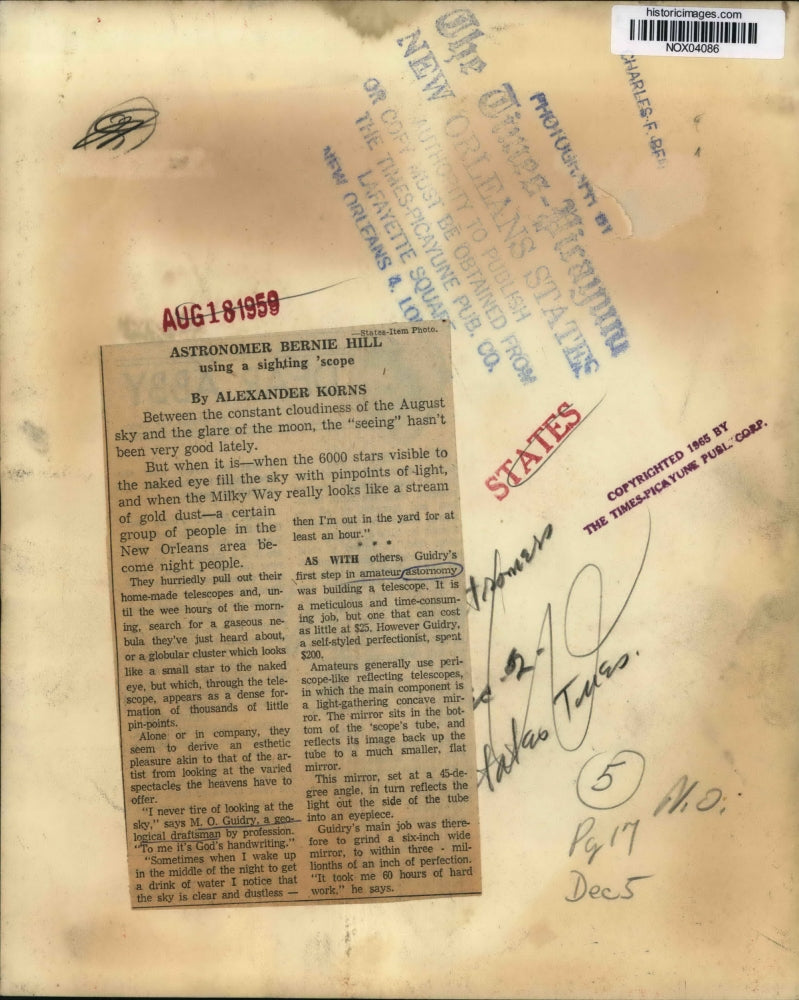 historicimages.com
NOX04086
CHARLES F. BE
PHOTOGRAPH BY
The Times-Picayune
NEW ORLEANS STATES
AUTHORITY TO PUBLISH
OR COPY MUST BE OBTAINED FROM
THE TIMES-PICAYUNE PUB. CO.
LAFAYETTE SQUARE
NEW ORLEANS 4, LOU
AUG 18 1959
STATES
COPYRIGHTED 1965 BY
THE TIMES-PICAYUNE PUBL. CORP.
—States-Item Photo.
ASTRONOMER BERNIE HILL
using a sighting 'scope
By ALEXANDER KORNS
Between the constant cloudiness of the August
sky and the glare of the moon, the "seeing" hasn't
been very good lately.
But when it is—when the 6000 stars visible to
the naked eye fill the sky with pinpoints of light,
and when the Milky Way really looks like a stream
of gold dust—a certain
group of people in the
New Orleans area be-
come night people.
They hurriedly pull out their
home-made telescopes and, un-
til the wee hours of the morn-
ing, search for a gaseous ne-
bula they've just heard about,
or a globular cluster which looks
like a small star to the naked
eye, but which, through the tele-
scope, appears as a dense for-
mation of thousands of little
pin-points.
Alone or in company, they
seem to derive an esthetic
pleasure akin to that of the ar-
tist from looking at the varied
spectacles the heavens have to
offer.
"I never tire of looking at the
sky," says M. O. Guidry, a geo-
logical draftsman by profession.
"To me it's God's handwriting."
"Sometimes when I wake up
in the middle of the night to get
a drink of water I notice that
the sky is clear and dustless —
then I'm out in the yard for at
least an hour."
* * *
AS WITH others, Guidry's
first step in amateur astornomy
was building a telescope. It is
a meticulous and time-consum-
ing job, but one that can cost
as little at $25. However Guidry,
a self-styled perfectionist, spent
$200.
Amateurs generally use peri-
scope-like reflecting telescopes,
in which the main component is
a light-gathering concave mir-
ror. The mirror sits in the bot-
tom of the 'scope's tube, and
reflects its image back up the
tube to a much smaller, flat
mirror.
This mirror, set at a 45-de-
gree angle, in turn reflects the
light out the side of the tube
into an eyepiece.
Guidry's main job was there-
fore to grind a six-inch wide
mirror, to within three - mil-
lionths of an inch of perfection.
"It took me 60 hours of hard
work," he says.
tromers
2
tates Times.
5
N.O.
Pg 17
Dec 5